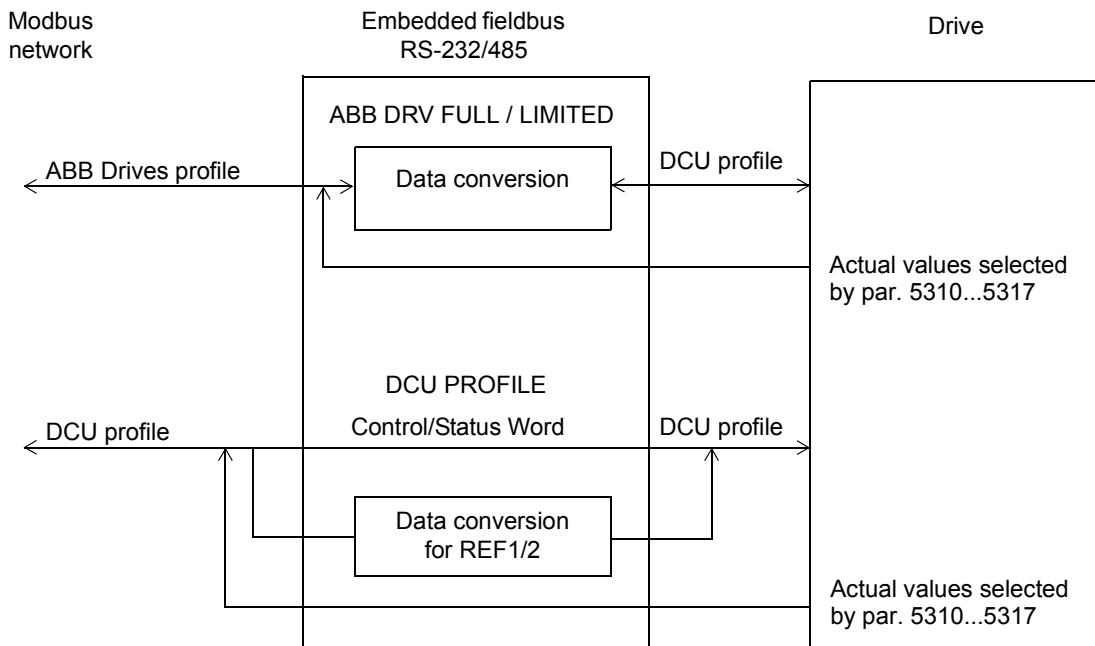 Modbus
network
Embedded fieldbus
RS-232/485
Drive
ABB DRV FULL / LIMITED
ABB Drives profile
Data conversion
DCU profile
Actual values selected
by par. 5310...5317
DCU PROFILE
DCU profile
Control/Status Word
DCU profile
Data conversion
for REF1/2
Actual values selected
by par. 5310...5317